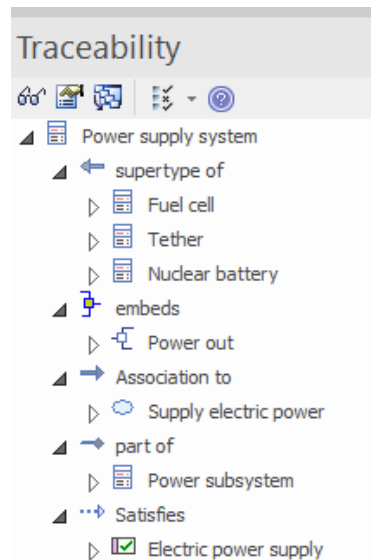 Traceability
Power supply system
supertype of
Fuel cell
Tether
Nuclear battery
embeds
Power out
Association to
Supply electric power
part of
Power subsystem
Satisfies
Electric power supply